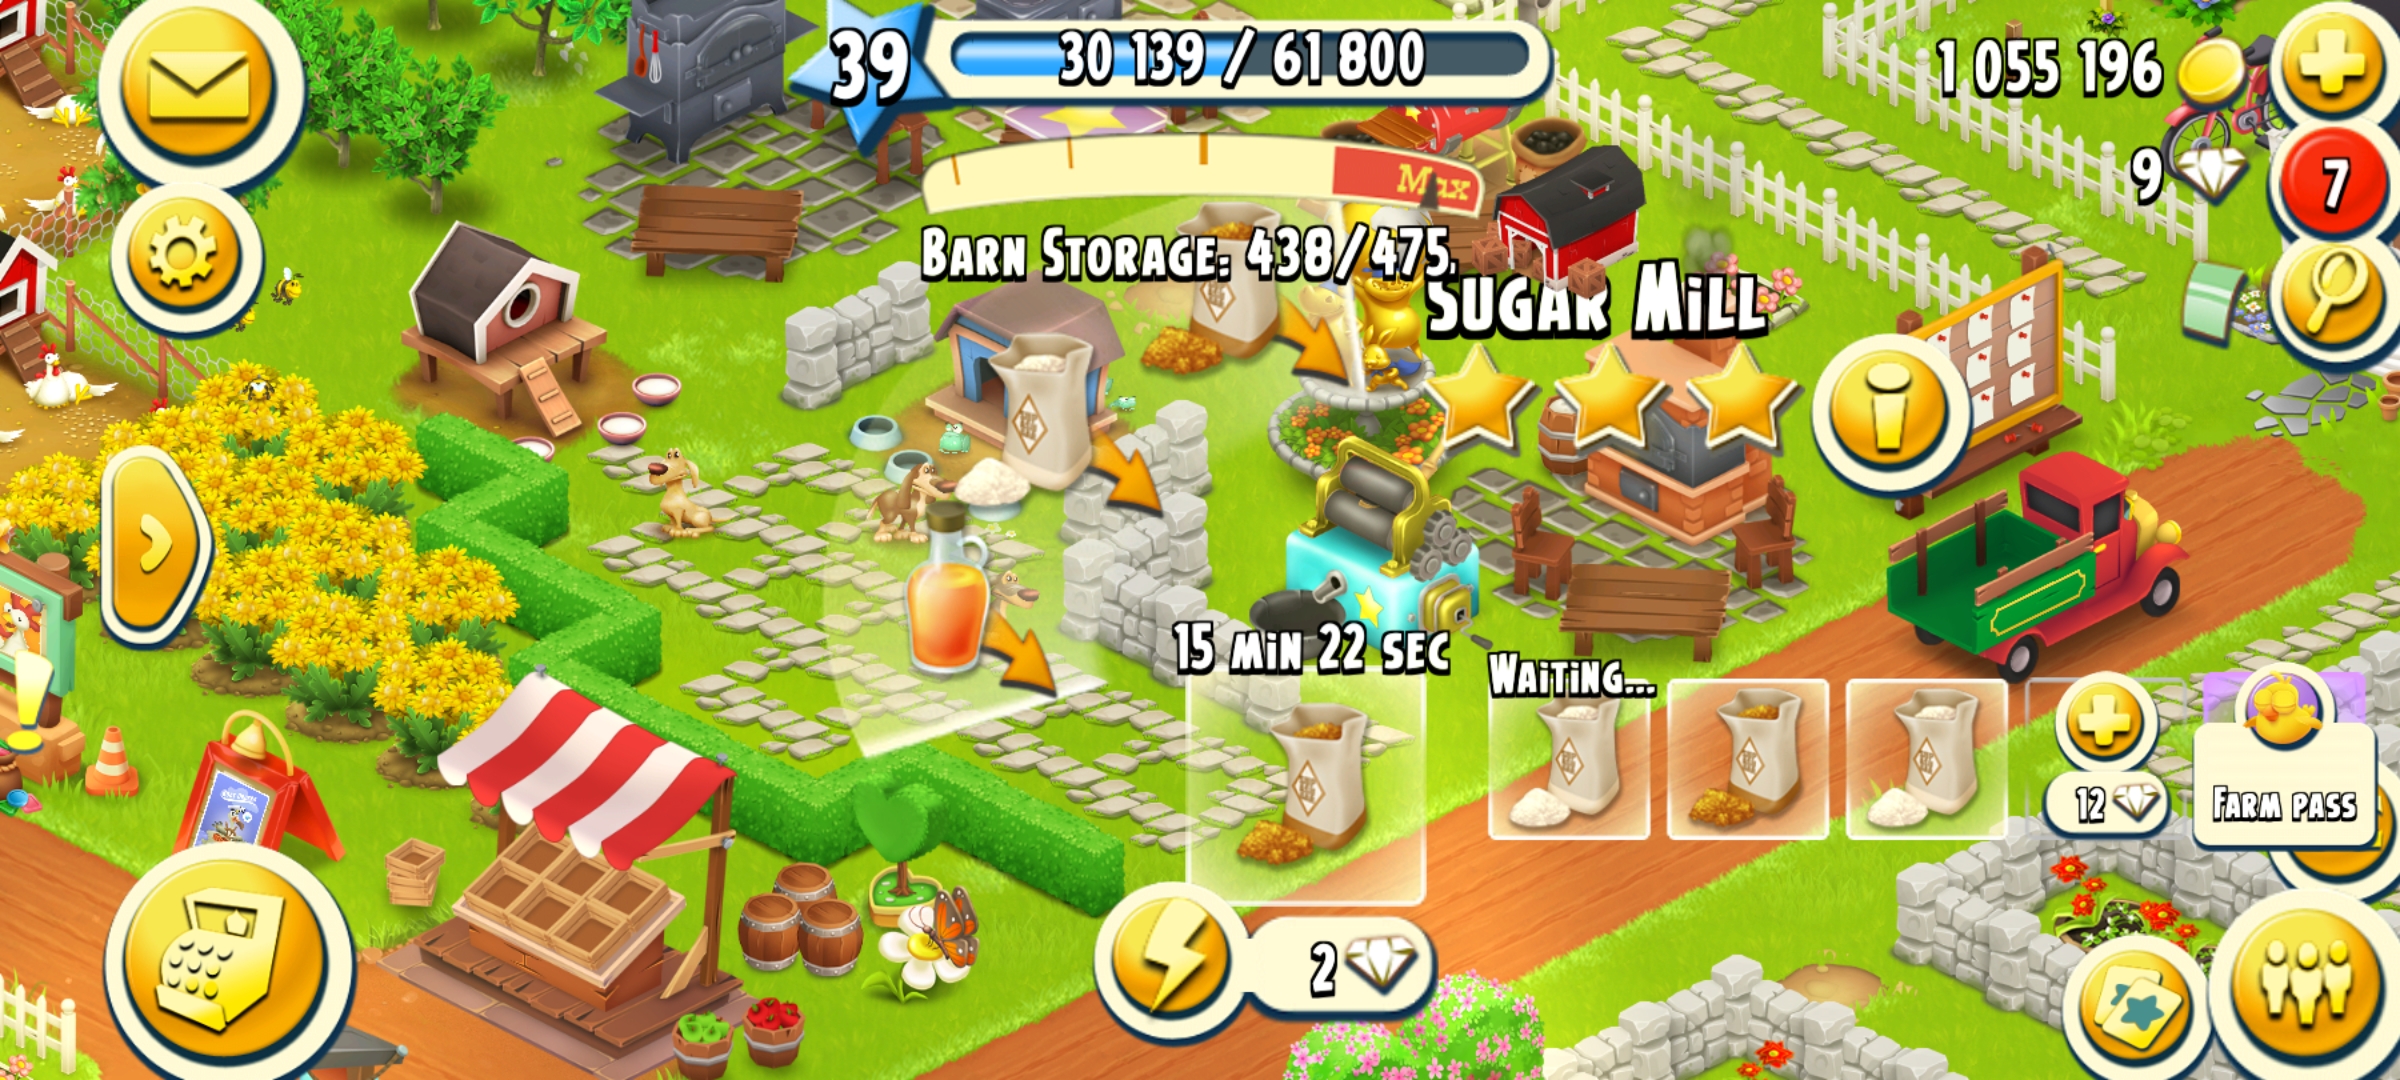 39
30 139 / 61 800
1 055 196
Max
9
7
BARN STORAGE: 438/475.
SUGAR MILL
15 MIN 22 SEC
WAITING...
12
FARM PASS
2